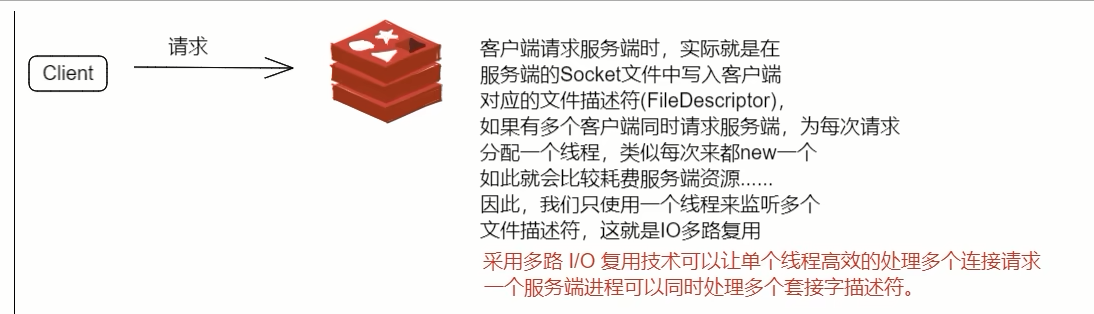 Client
请求
客户端请求服务端时，实际就是在
服务端的Socket文件中写入客户端
对应的文件描述符(FileDescriptor)，
如果有多个客户端同时请求服务端，为每次请求
分配一个线程，类似每次来都new一个
如此就会比较耗费服务端资源......
因此，我们只使用一个线程来监听多个
文件描述符，这就是IO多路复用
采用多路 I/O 复用技术可以让单个线程高效的处理多个连接请求
一个服务端进程可以同时处理多个套接字描述符。